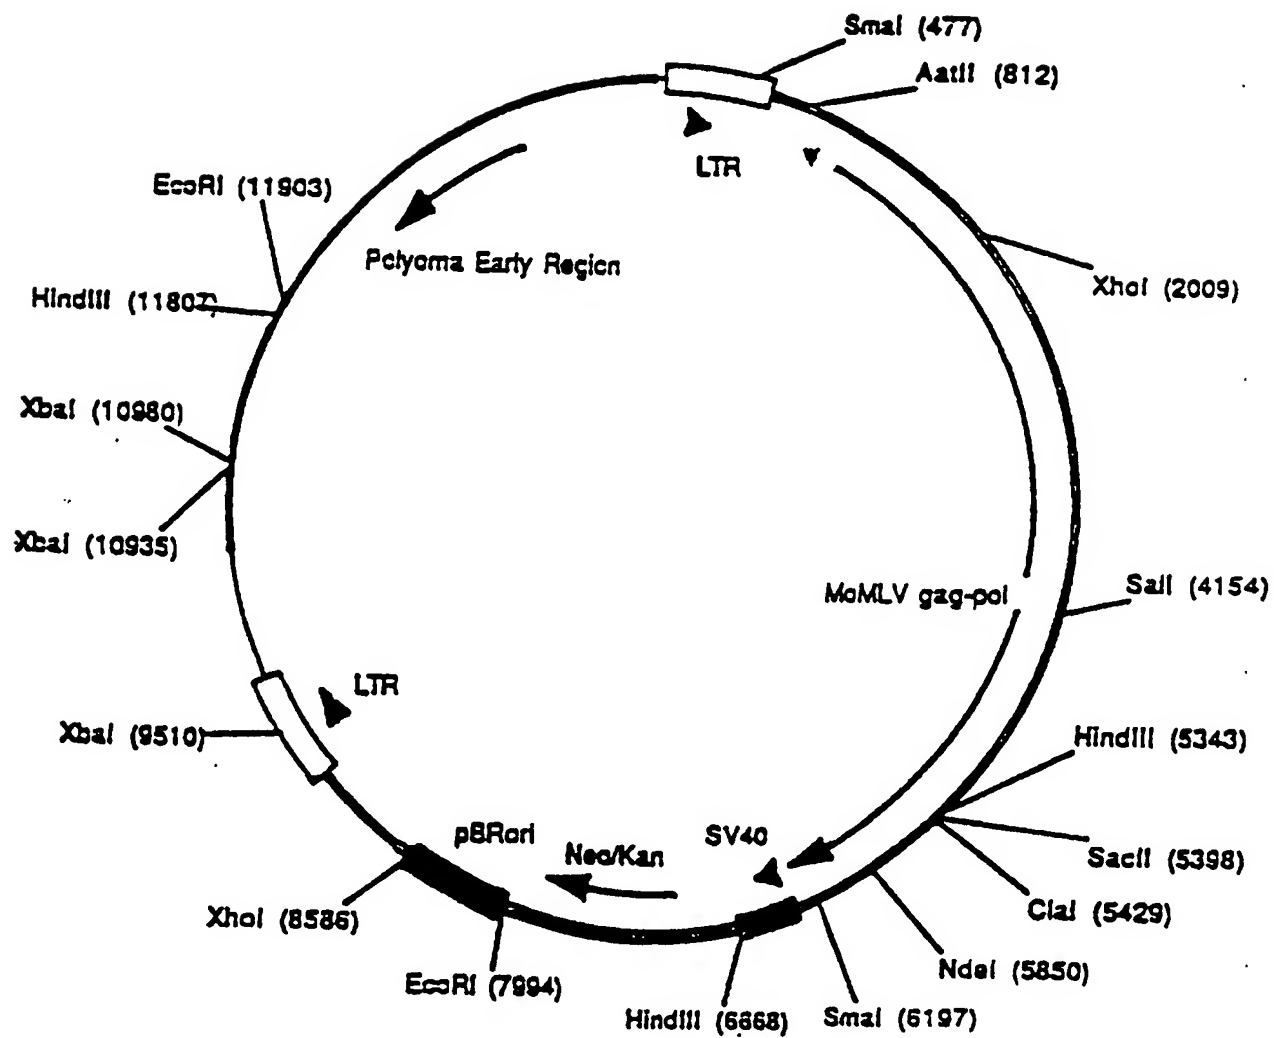 SmaI (477)
AatII (812)
LTR
Ψ
EcoRI (11903)
Polyoma Early Region
HindIII (11807)
XhoI (2009)
XbaI (10980)
XbaI (10935)
MoMLV gag-pol
SalI (4154)
LTR
XbaI (9510)
HindIII (5343)
pBRori
Neo/Kan
SV40
SacII (5398)
XhoI (8586)
ClaI (5429)
EcoRI (7994)
NdeI (5850)
HindIII (6668)
SmaI (6197)